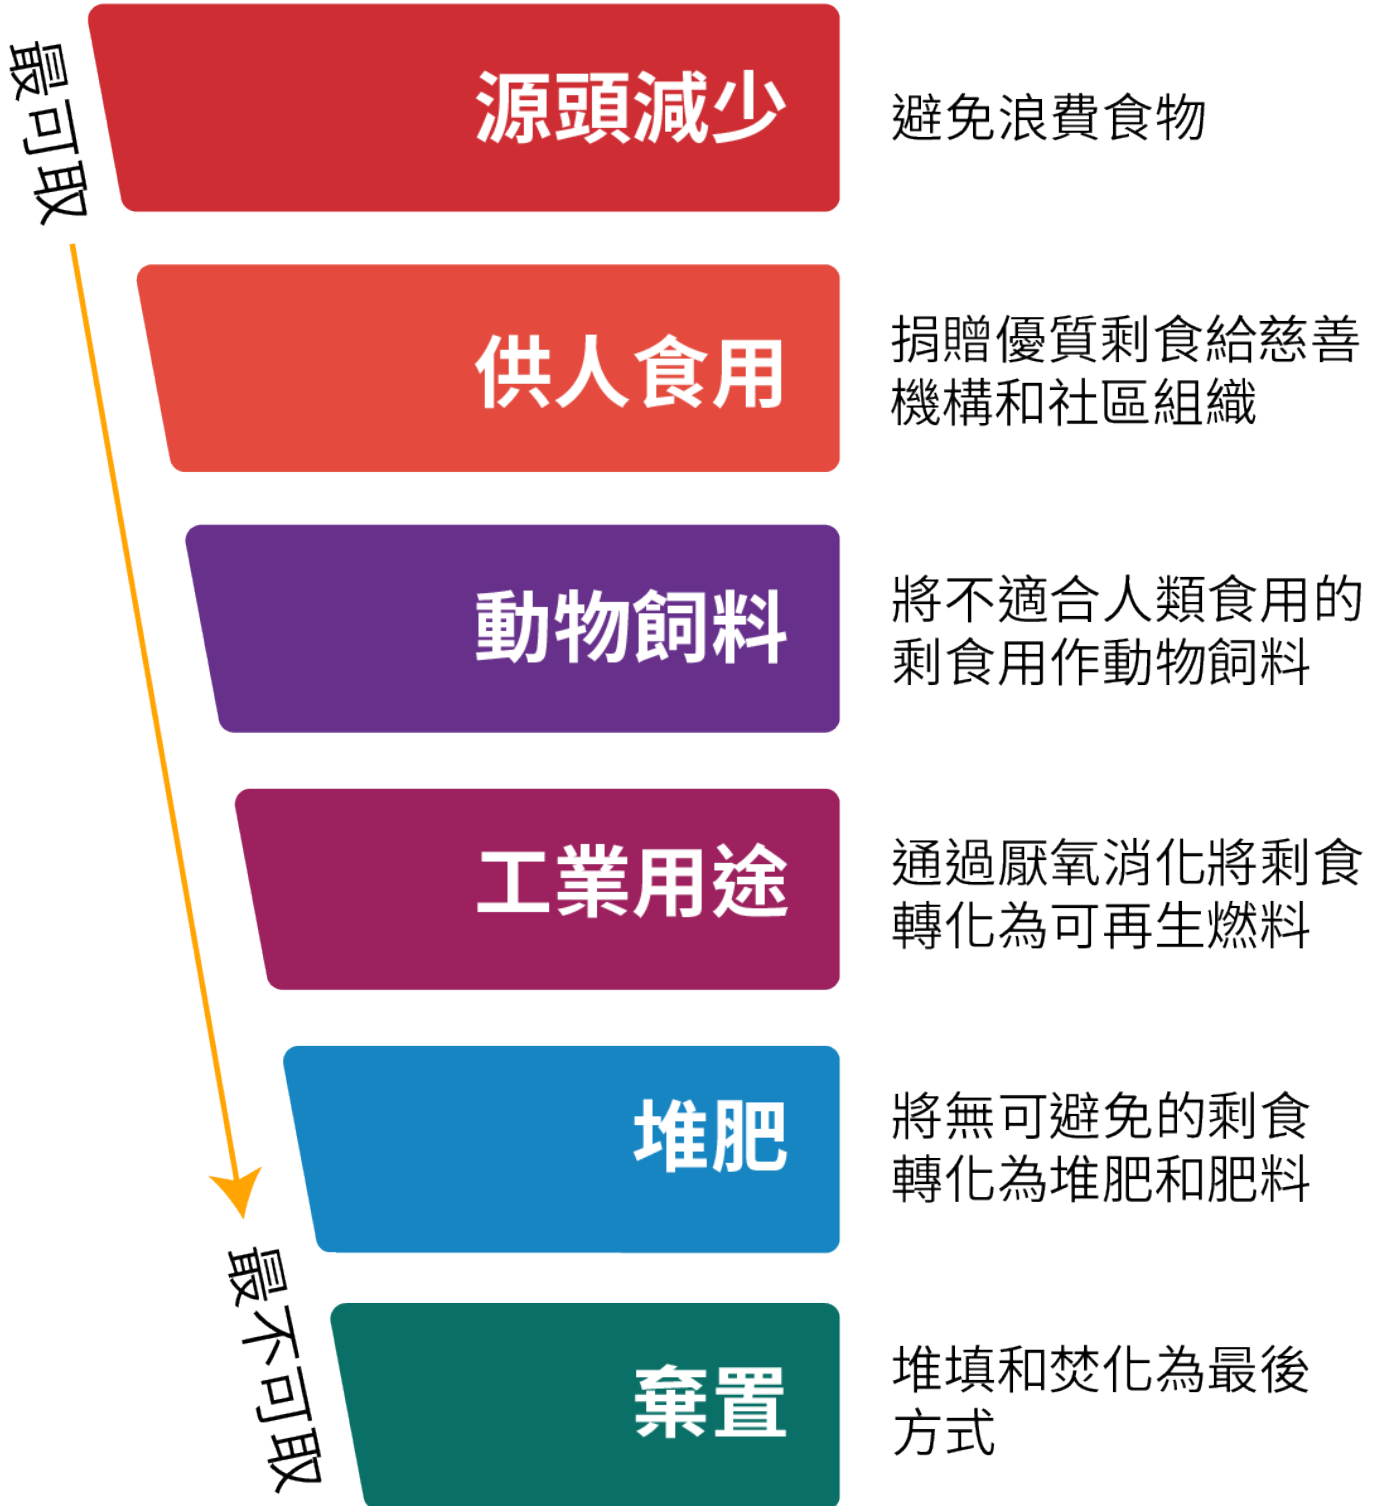 最可取
源頭減少
避免浪費食物
供人食用
捐贈優質剩食給慈善
機構和社區組織
動物飼料
將不適合人類食用的
剩食用作動物飼料
工業用途
通過厭氧消化將剩食
轉化為可再生燃料
堆肥
將無可避免的剩食
轉化為堆肥和肥料
最不可取
棄置
堆填和焚化為最後
方式